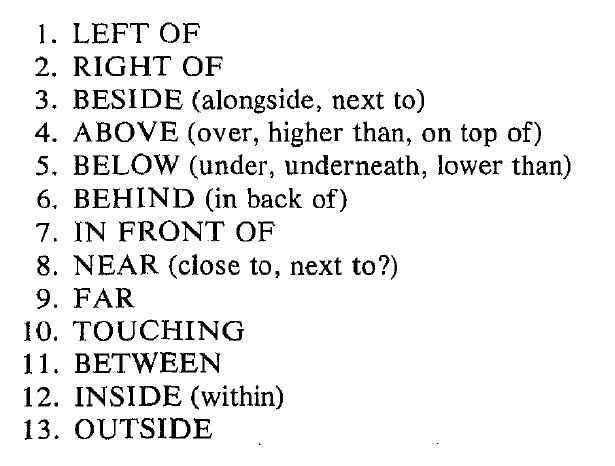 1. LEFT OF
2. RIGHT OF
3. BESIDE (alongside, next to)
4. ABOVE (over, higher than, on top of)
5. BELOW (under, underneath, lower than)
6. BEHIND (in back of)
7. IN FRONT OF
8. NEAR (close to, next to?)
9. FAR
10. TOUCHING
11. BETWEEN
12. INSIDE (within)
13. OUTSIDE